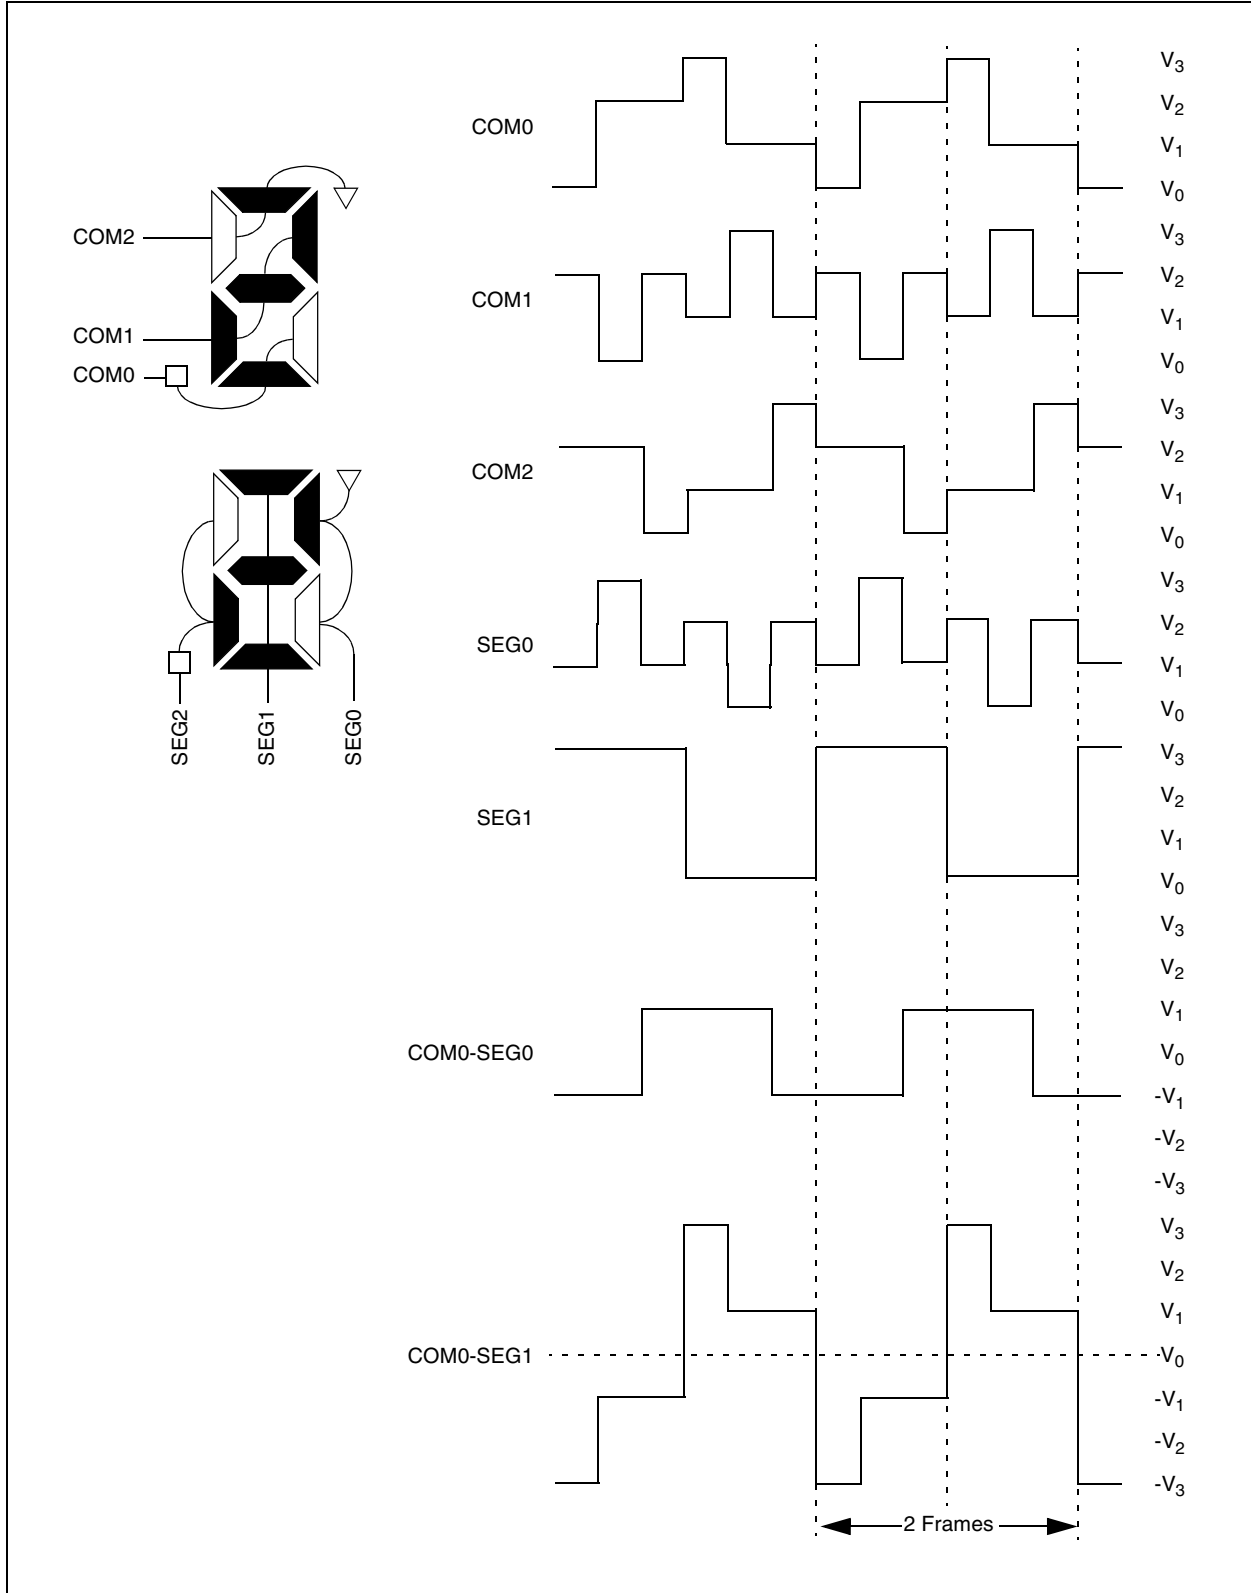 COM2
COM1
COM0
SEG2
SEG1
SEG0
COM0
V3
V2
V1
V0
COM1
V3
V2
V1
V0
COM2
V3
V2
V1
V0
SEG0
V3
V2
V1
V0
SEG1
V3
V2
V1
V0
COM0-SEG0
V3
V2
V1
V0
-V1
-V2
-V3
COM0-SEG1
V3
V2
V1
V0
-V1
-V2
-V3
2 Frames